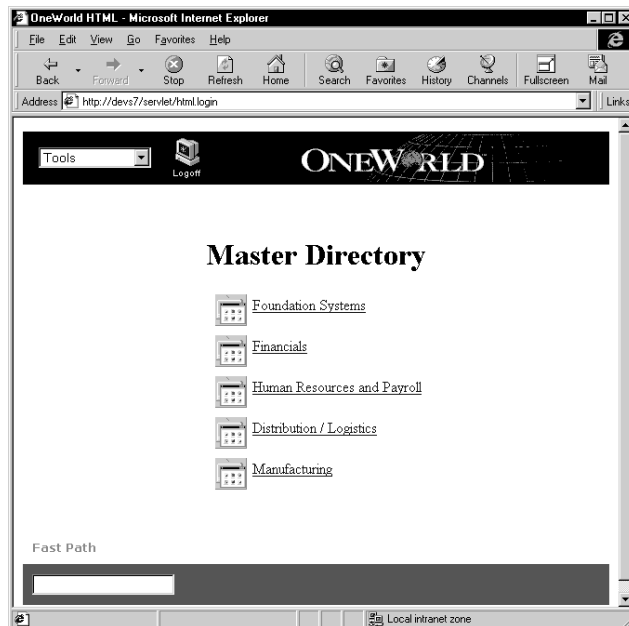 OneWorld HTML - Microsoft Internet Explorer
File Edit View Go Favorites Help
Back Forward Stop Refresh Home Search Favorites History Channels Fullscreen Mail
Address http://devs7/servlet/html.login Links
Tools Logoff ONEWORLD
Master Directory
Foundation Systems
Financials
Human Resources and Payroll
Distribution / Logistics
Manufacturing
Fast Path
Local intranet zone